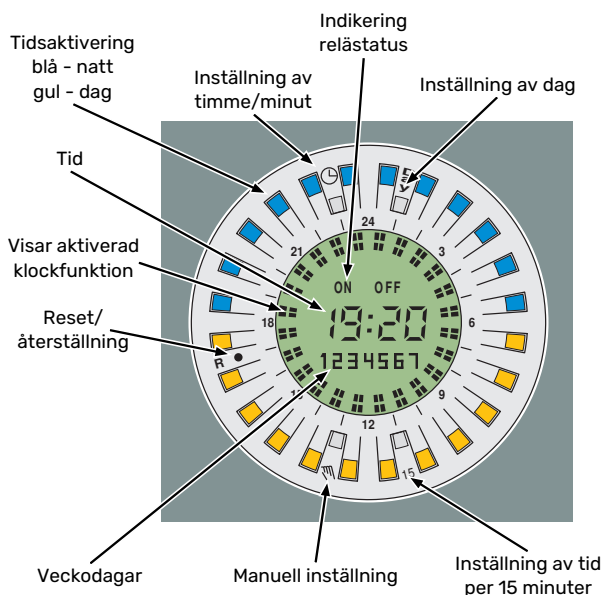 Indikering
relästatus
Tidsaktivering
blå - natt
gul - dag
Inställning av
timme/minut
Inställning av dag
Tid
Day
24
21
3
Visar aktiverad
klockfunktion
ON OFF
19:20
18
6
Reset/
återställning
R
1234567
9
12
15
Veckodagar
Manuell inställning
Inställning av tid
per 15 minuter